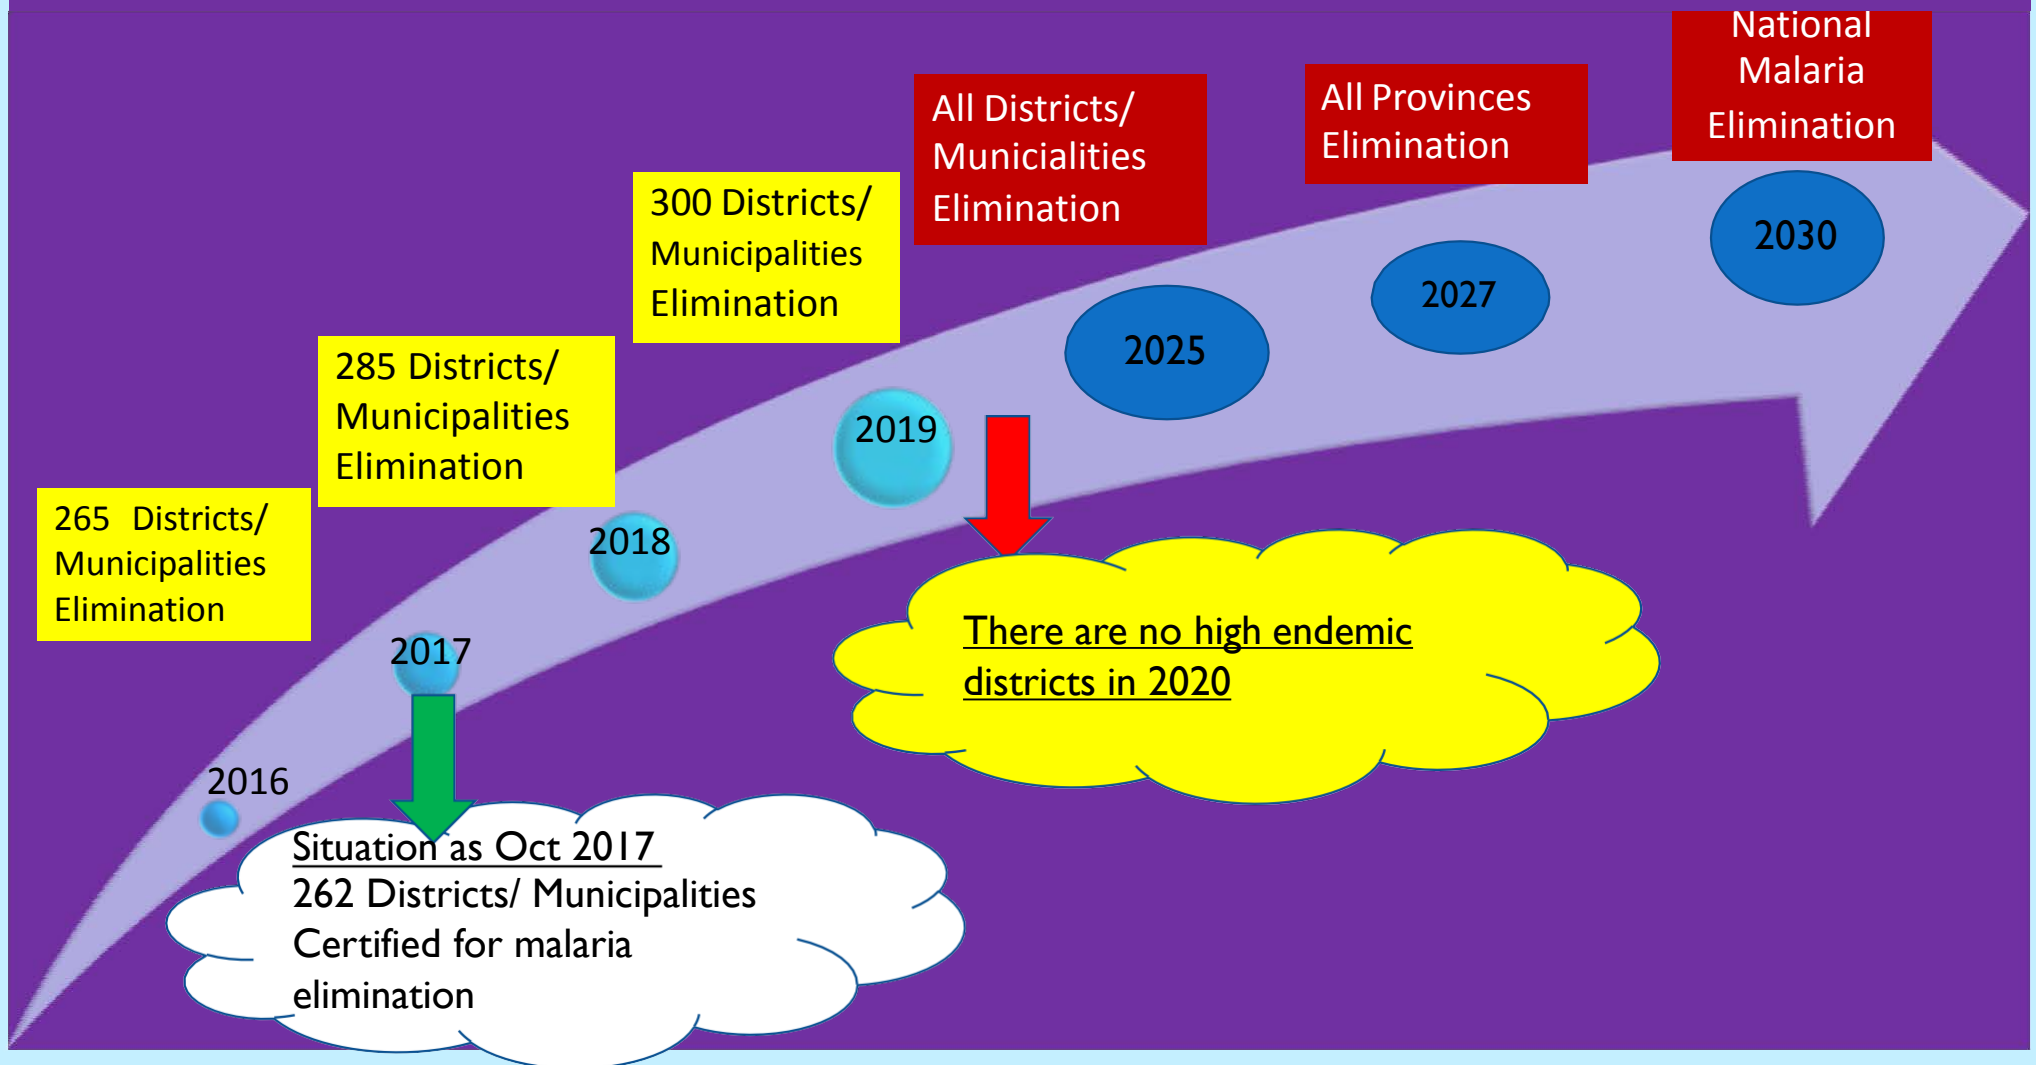 National
Malaria
Elimination
All Provinces
Elimination
All Districts/
Municialities
Elimination
300 Districts/
Municipalities
Elimination
285 Districts/
Municipalities
Elimination
265 Districts/
Municipalities
Elimination
2016
2017
2018
2019
2025
2027
2030
There are no high endemic
districts in 2020
Situation as Oct 2017
262 Districts/ Municipalities
Certified for malaria
elimination